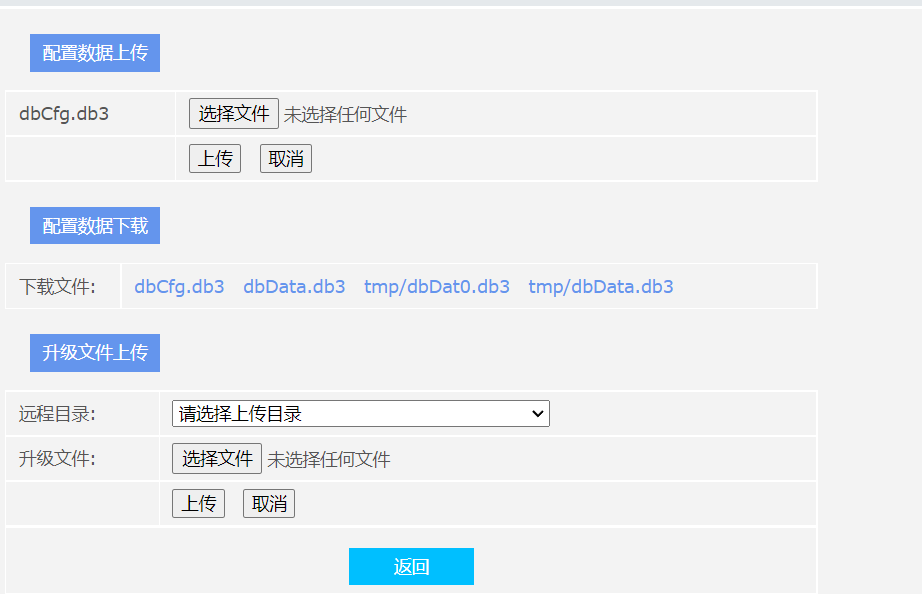 配置数据上传
dbCfg.db3 选择文件 未选择任何文件
上传 取消
配置数据下载
下载文件: dbCfg.db3 dbData.db3 tmp/dbDat0.db3 tmp/dbData.db3
升级文件上传
远程目录: 请选择上传目录
升级文件: 选择文件 未选择任何文件
上传 取消
返回